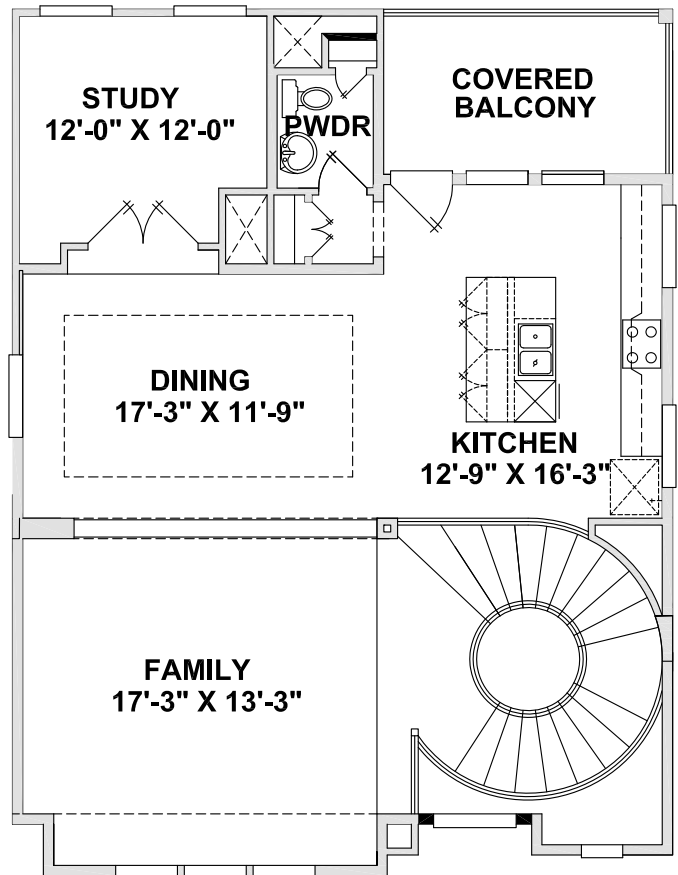 STUDY
12'-0" X 12'-0"
PWDR
COVERED
BALCONY
DINING
17'-3" X 11'-9"
KITCHEN
12'-9" X 16'-3"
FAMILY
17'-3" X 13'-3"